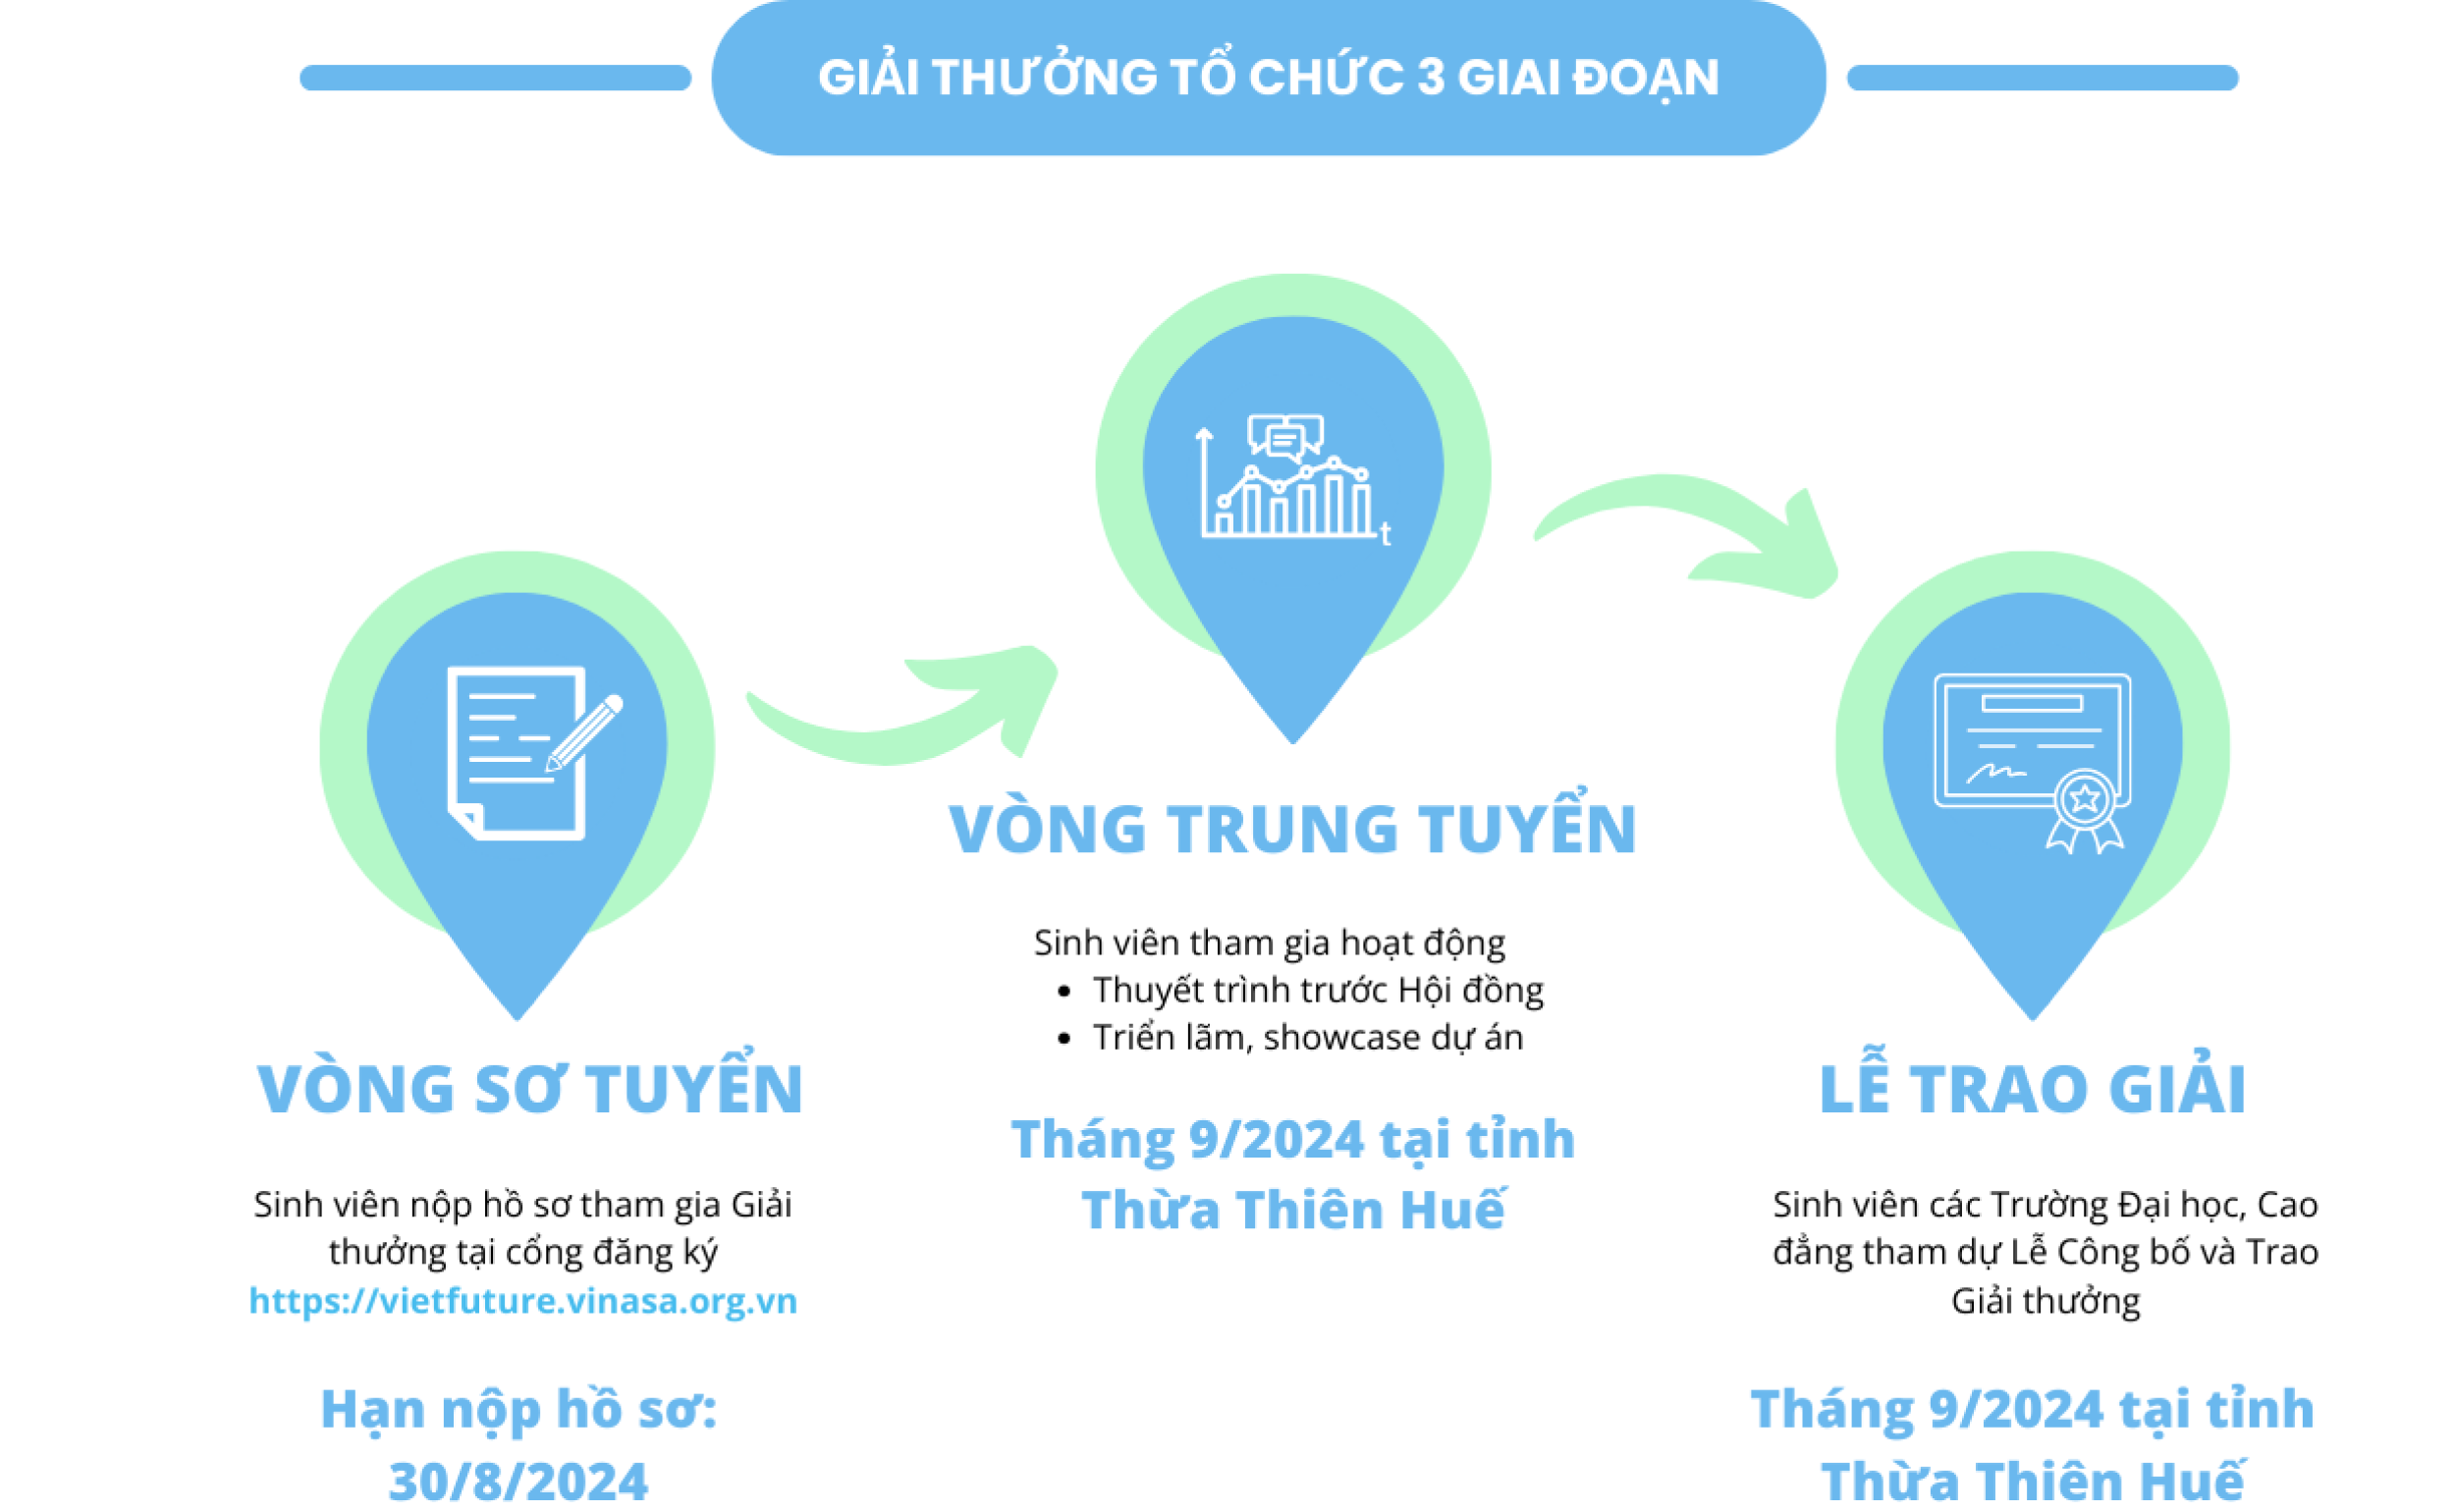 GIẢI THƯỞNG TỔ CHỨC 3 GIAI ĐOẠN
t
VÒNG SƠ TUYỂN
Sinh viên nộp hồ sơ tham gia Giải
thưởng tại cổng đăng ký
https://vietfuture.vinasa.org.vn
Hạn nộp hồ sơ:
30/8/2024
VÒNG TRUNG TUYỂN
Sinh viên tham gia hoạt động
• Thuyết trình trước Hội đồng
• Triển lãm, showcase dự án
Tháng 9/2024 tại tỉnh
Thừa Thiên Huế
LỄ TRAO GIẢI
Sinh viên các Trường Đại học, Cao
đẳng tham dự Lễ Công bố và Trao
Giải thưởng
Tháng 9/2024 tại tỉnh
Thừa Thiên Huế